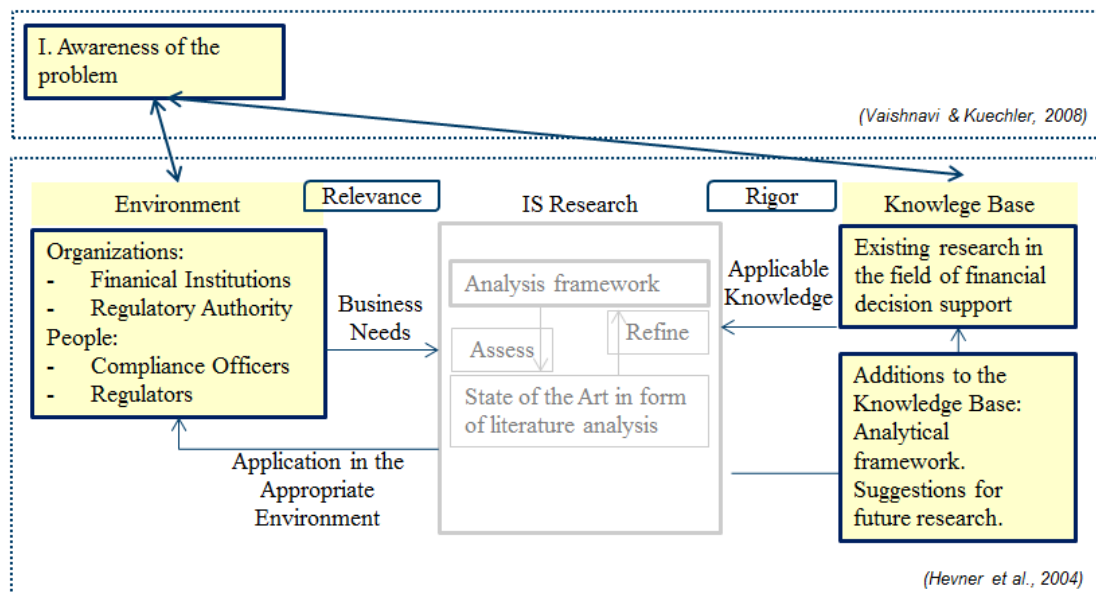 I. Awareness of the
problem
(Vaishnavi & Kuechler, 2008)
Environment
Relevance
IS Research
Rigor
Knowlege Base
Organizations:
- Finanical Institutions
- Regulatory Authority
People:
- Compliance Officers
- Regulators
Business
Needs
Analysis framework
Assess
Refine
State of the Art in form
of literature analysis
Applicable
Knowledge
Existing research in
the field of financial
decision support
Additions to the
Knowledge Base:
Analytical
framework.
Suggestions for
future research.
Application in the
Appropriate
Environment
(Hevner et al., 2004)